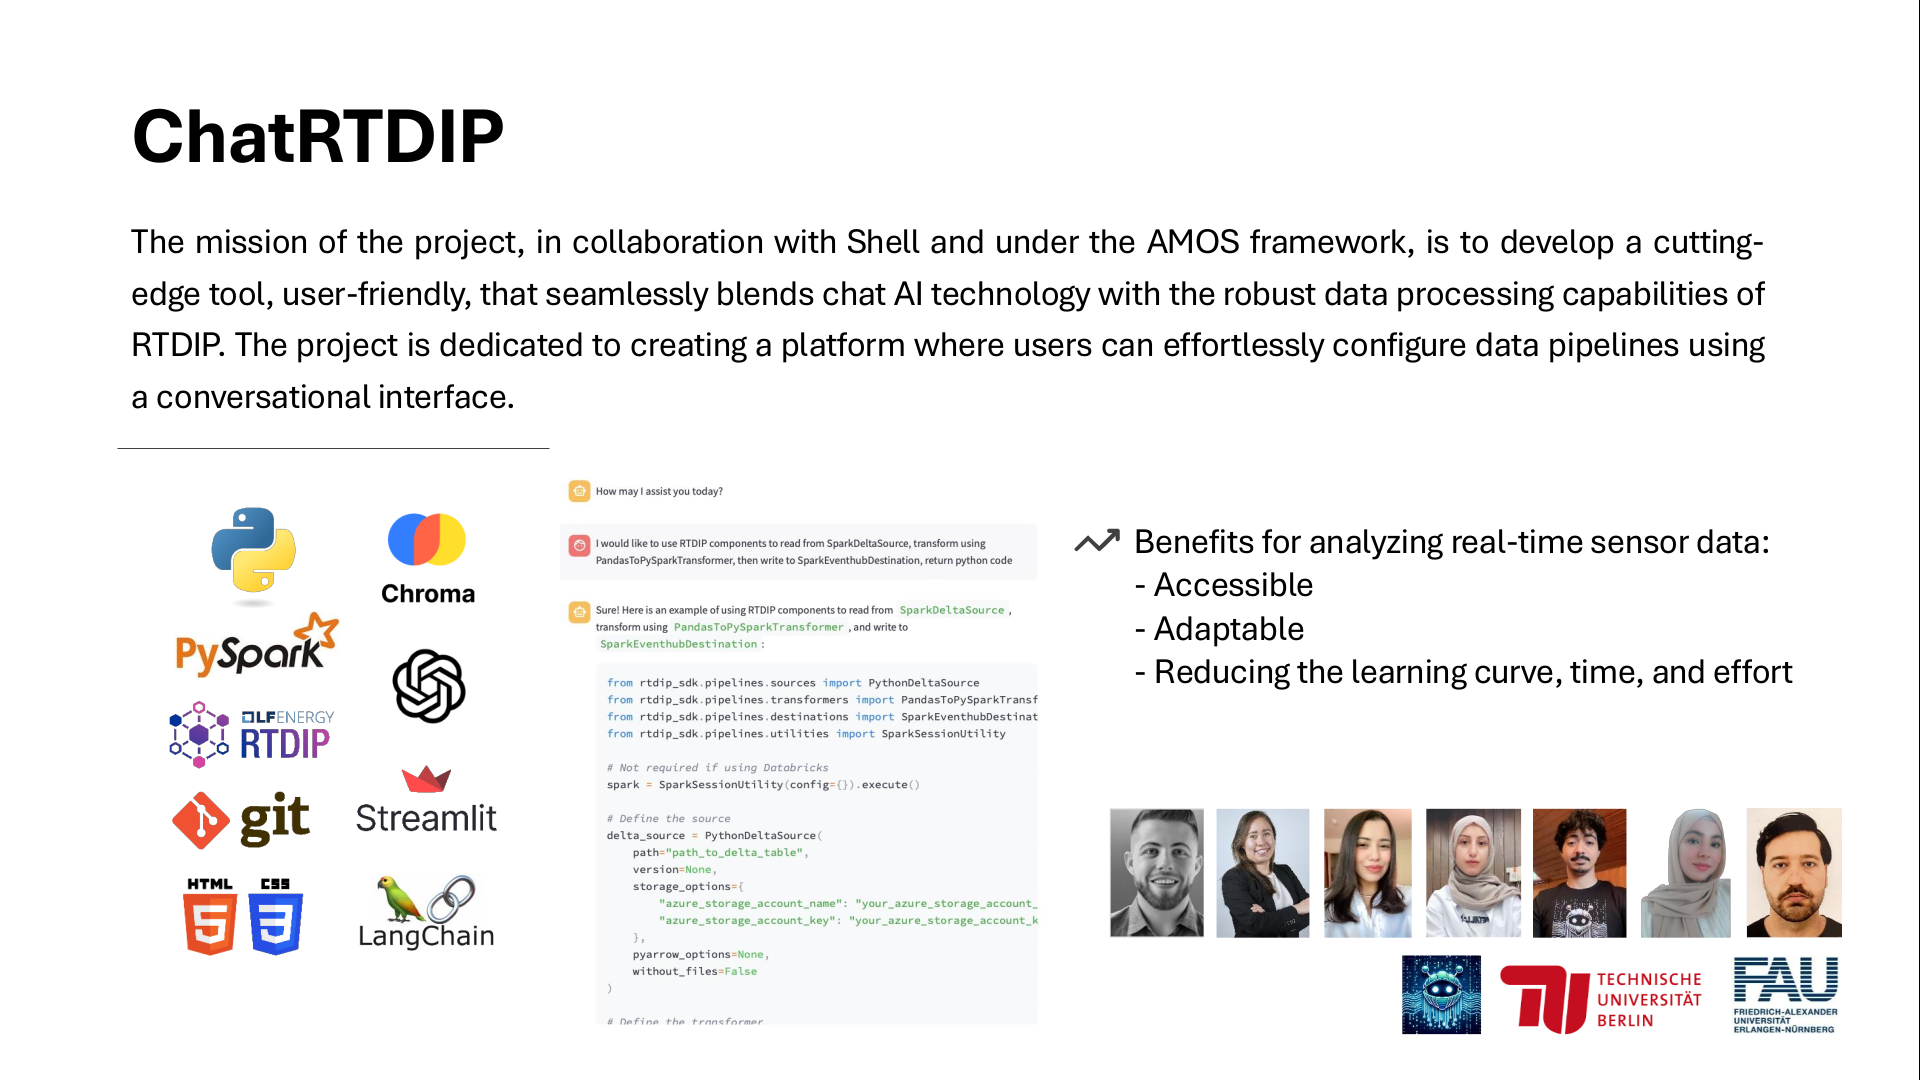 ChatRTDIP
The mission of the project, in collaboration with Shell and under the AMOS framework, is to develop a cutting-
edge tool, user-friendly, that seamlessly blends chat AI technology with the robust data processing capabilities of
RTDIP. The project is dedicated to creating a platform where users can effortlessly configure data pipelines using
a conversational interface.
Chroma
PySpark
LFENERGY
RTDIP
git
Streamlit
HTML CSS
5 3
LangChain
How may I assist you today?
I would like to use RTDIP components to read from SparkDeltaSource, transform using
PandasToPySparkTransformer, then write to SparkEventhubDestination, return python code
Sure! Here is an example of using RTDIP components to read from SparkDeltaSource ,
transform using PandasToPySparkTransformer , and write to
SparkEventhubDestination :
from rtdip_sdk.pipelines.sources import PythonDeltaSource
from rtdip_sdk.pipelines.transformers import PandasToPySparkTransf
from rtdip_sdk.pipelines.destinations import SparkEventhubDestinat
from rtdip_sdk.pipelines.utilities import SparkSessionUtility
# Not required if using Databricks
spark = SparkSessionUtility(config={}).execute()
# Define the source
delta_source = PythonDeltaSource(
path="path_to_delta_table",
version=None,
storage_options={
"azure_storage_account_name": "your_azure_storage_account_
"azure_storage_account_key": "your_azure_storage_account_k
},
pyarrow_options=None,
without_files=False
)
# Define the transformer
Benefits for analyzing real-time sensor data:
- Accessible
- Adaptable
- Reducing the learning curve, time, and effort
TECHNISCHE
UNIVERSITÄT
BERLIN
FAU
FRIEDRICH-ALEXANDER
UNIVERSITÄT
ERLANGEN-NÜRNBERG